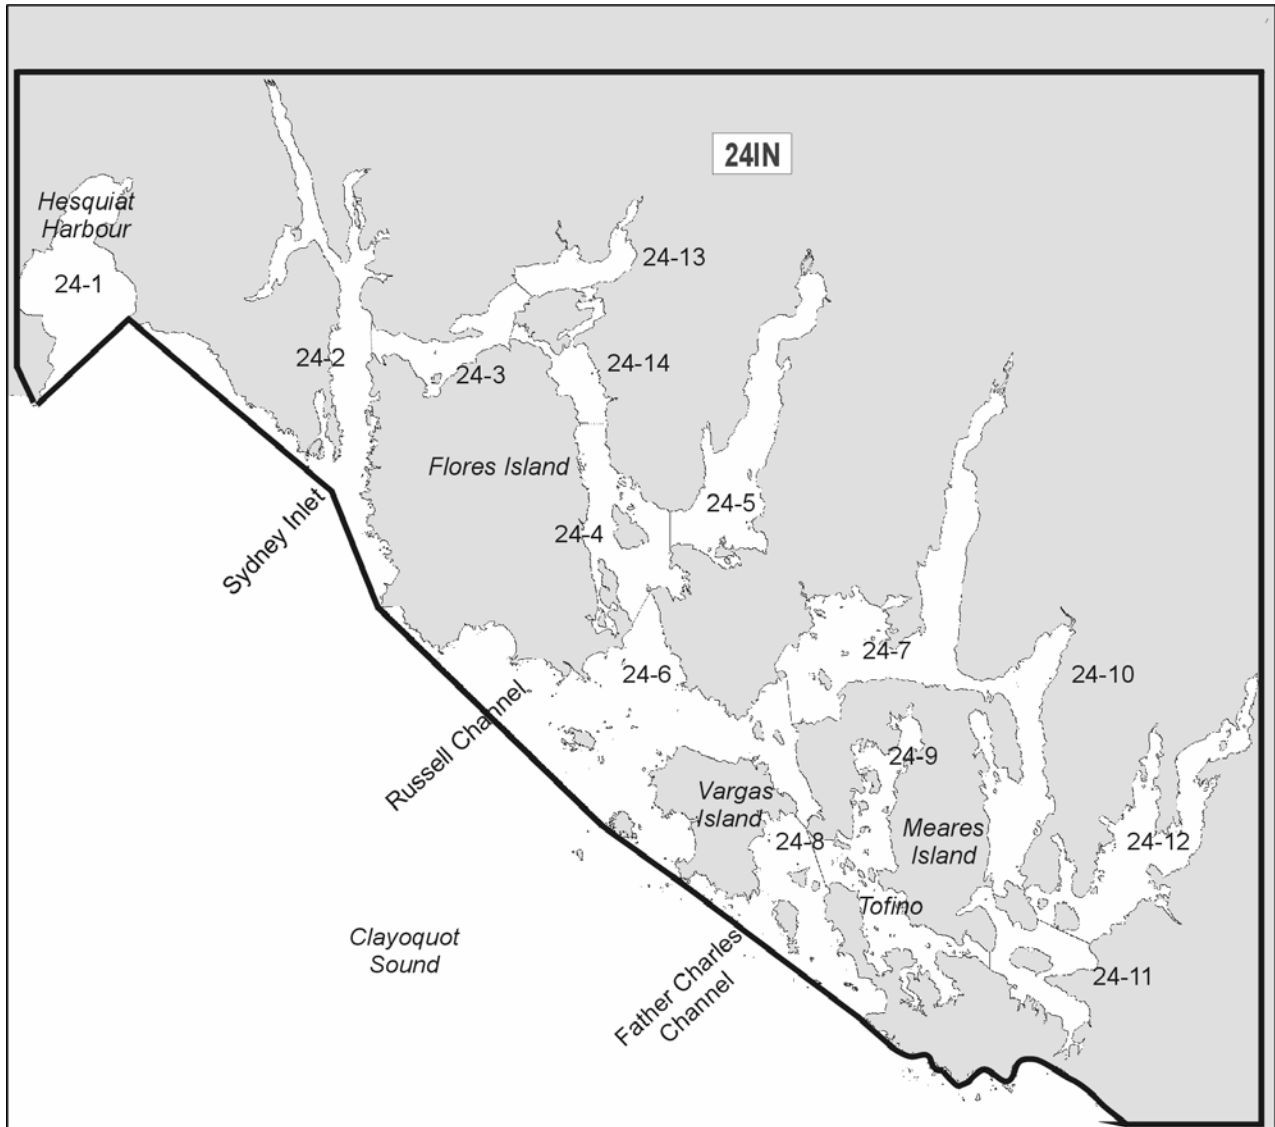 24IN
Hesquiat
Harbour
24-1
24-13
24-2
24-3
24-14
Flores Island
24-5
24-4
Sydney Inlet
24-7
24-6
24-10
Russell Channel
24-9
Vargas
Island
24-8
Meares
Island
24-12
Tofino
Clayoquot
Sound
Father Charles
Channel
24-11